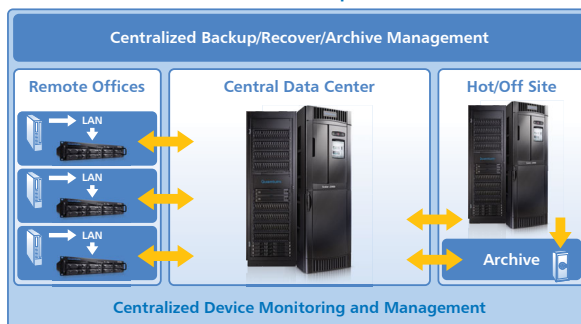 Centralized Backup/Recover/Archive Management
Remote Offices
LAN
LAN
LAN
Central Data Center
Hot/Off Site
Archive
Centralized Device Monitoring and Management